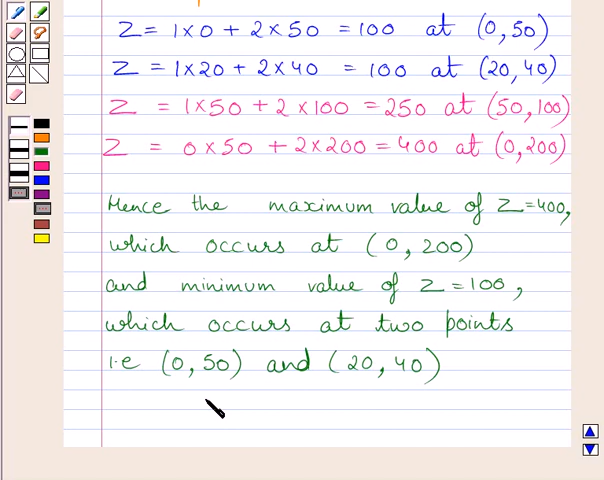 Z = 1×0 + 2×50 = 100 at (0,50)
Z = 1×20 + 2×40 = 100 at (20,40)
Z = 1×50 + 2×100 = 250 at (50,100)
Z = 0×50 + 2×200 = 400 at (0,200)
Hence the maximum value of Z=400,
which occurs at (0, 200)
and minimum value of Z=100,
which occurs at two points
i.e (0,50) and (20,40)